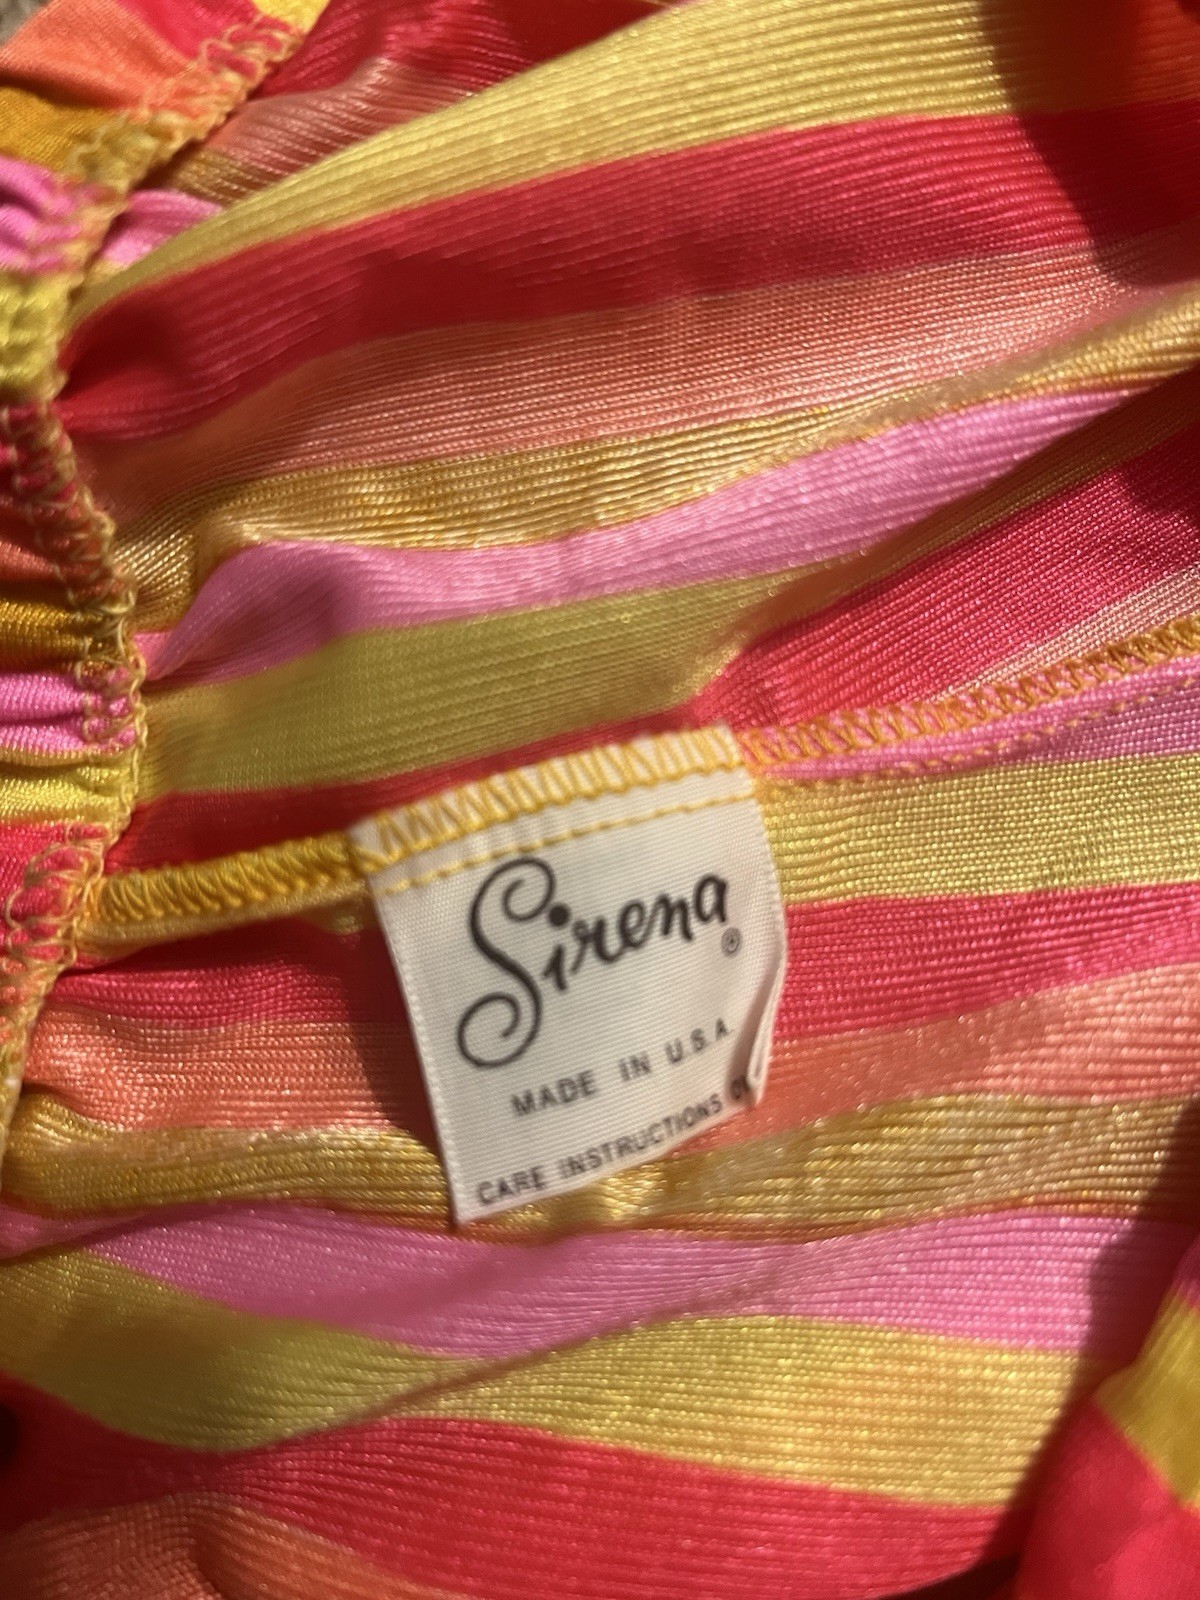 Sirena
®
MADE IN U.S.A.
CARE INSTRUCTIONS